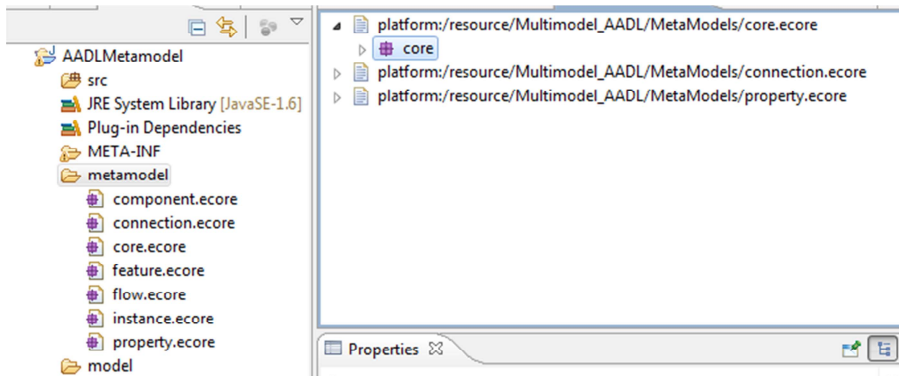 AADLMetamodel
src
JRE System Library [JavaSE-1.6]
Plug-in Dependencies
META-INF
metamodel
component.ecore
connection.ecore
core.ecore
feature.ecore
flow.ecore
instance.ecore
property.ecore
model
platform:/resource/Multimodel_AADL/MetaModels/core.ecore
core
platform:/resource/Multimodel_AADL/MetaModels/connection.ecore
platform:/resource/Multimodel_AADL/MetaModels/property.ecore
Properties